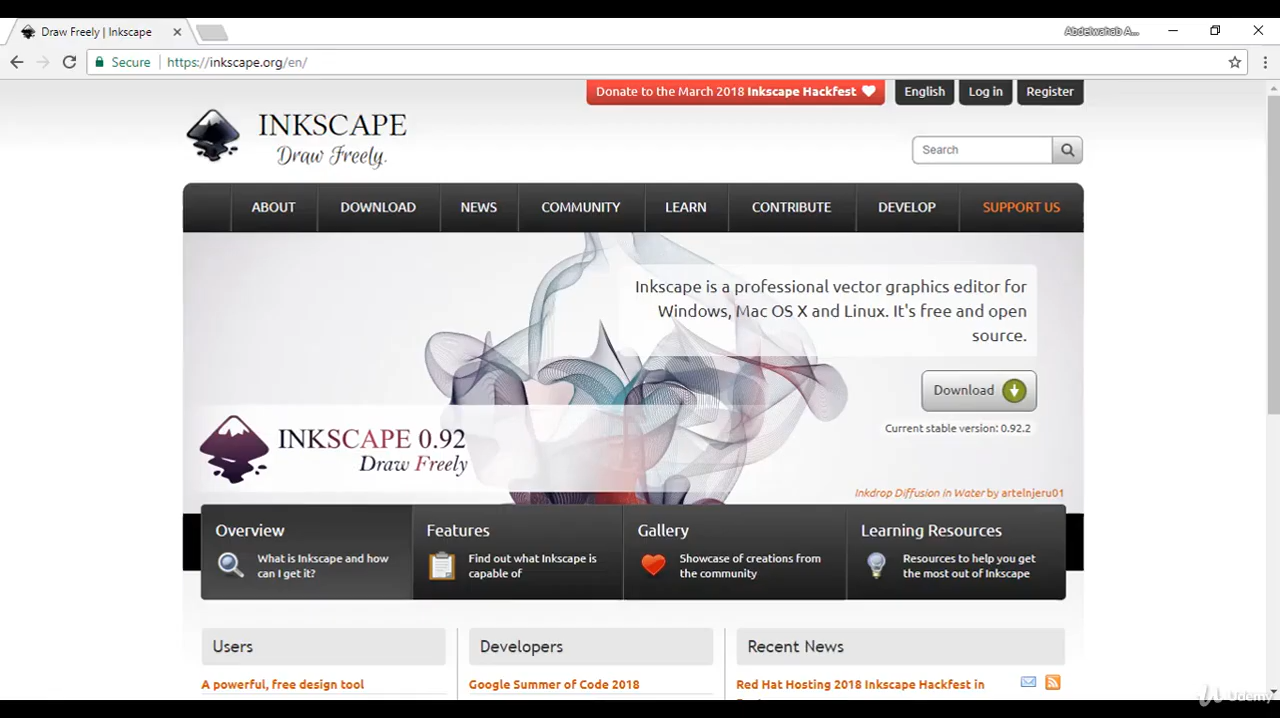 Draw Freely | Inkscape
Abdelwahab A...
Secure
https://inkscape.org/en/
Donate to the March 2018 Inkscape Hackfest
English
Log in
Register
INKSCAPE
Draw Freely.
Search
ABOUT
DOWNLOAD
NEWS
COMMUNITY
LEARN
CONTRIBUTE
DEVELOP
SUPPORT US
Inkscape is a professional vector graphics editor for
Windows, Mac OS X and Linux. It's free and open
source.
Download
Current stable version: 0.92.2
INKSCAPE 0.92
Draw Freely
Inkdrop Diffusion in Water by artelnjeru01
Overview
What is Inkscape and how
can I get it?
Features
Find out what Inkscape is
capable of
Gallery
Showcase of creations from
the community
Learning Resources
Resources to help you get
the most out of Inkscape
Users
Developers
Recent News
A powerful, free design tool
Google Summer of Code 2018
Red Hat Hosting 2018 Inkscape Hackfest in
Udemy